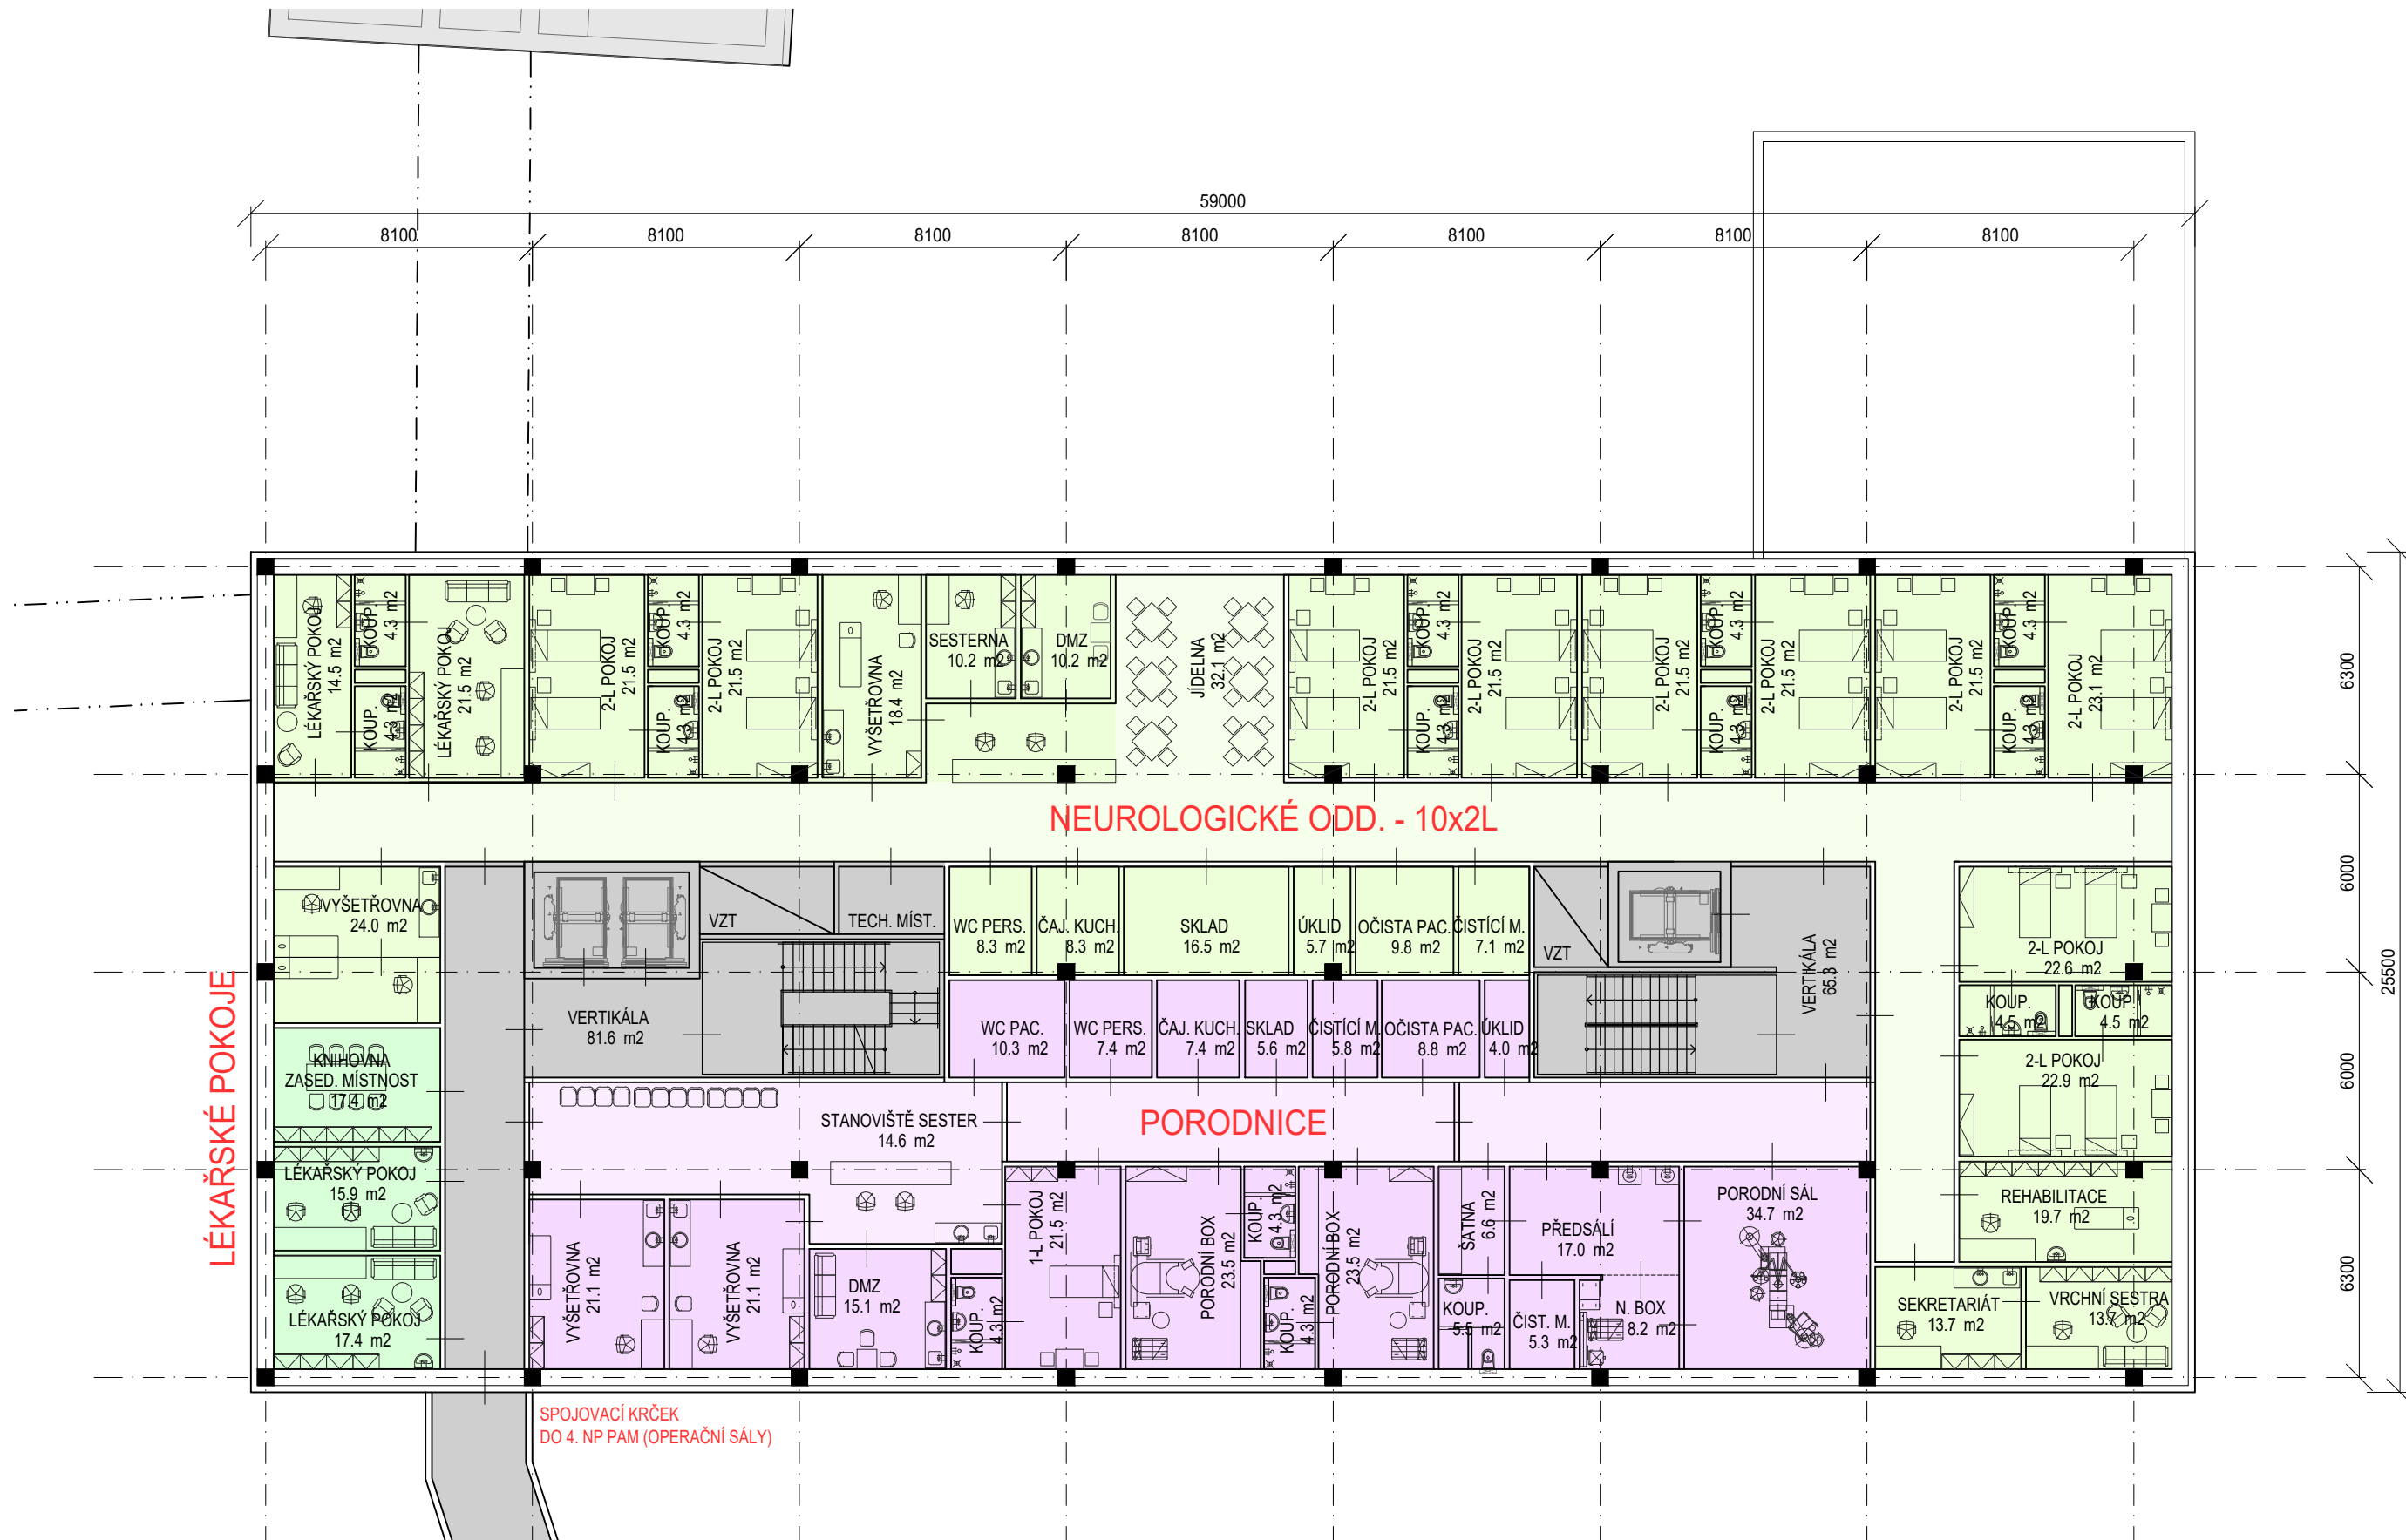 59000
8100
8100
8100
8100
8100
8100
8100
LÉKAŘSKÝ POKOJ
14.5 m2
KOUP.
4.3 m2
KOUP.
4.3 m2
LÉKAŘSKÝ POKOJ
21.5 m2
2-L POKOJ
21.5 m2
KOUP.
4.3 m2
KOUP.
4.3 m2
2-L POKOJ
21.5 m2
VYŠETŘOVNA
18.4 m2
SESTERNA
10.2 m2
DMZ
10.2 m2
JÍDELNA
32.1 m2
2-L POKOJ
21.5 m2
KOUP.
4.3 m2
KOUP.
4.3 m2
2-L POKOJ
21.5 m2
2-L POKOJ
21.5 m2
KOUP.
4.3 m2
KOUP.
4.3 m2
2-L POKOJ
21.5 m2
2-L POKOJ
21.5 m2
KOUP.
4.3 m2
KOUP.
4.3 m2
2-L POKOJ
23.1 m2
6300
6000
6000
6300
25500
NEUROLOGICKÉ ODD. - 10x2L
VYŠETŘOVNA
24.0 m2
VZT
TECH. MÍST.
WC PERS.
8.3 m2
ČAJ. KUCH.
8.3 m2
SKLAD
16.5 m2
ÚKLID
5.7 m2
OČISTA PAC.
9.8 m2
ČISTÍCÍ M.
7.1 m2
VZT
VERTIKÁLA
65.3 m2
2-L POKOJ
22.6 m2
KOUP.
4.5 m2
KOUP.
4.5 m2
2-L POKOJ
22.9 m2
LÉKAŘSKÉ POKOJE
VERTIKÁLA
81.6 m2
WC PAC.
10.3 m2
WC PERS.
7.4 m2
ČAJ. KUCH.
7.4 m2
SKLAD
5.6 m2
ČISTÍCÍ M.
5.8 m2
OČISTA PAC.
8.8 m2
ÚKLID
4.0 m2
KNIHOVNA
ZASED. MÍSTNOST
17.4 m2
STANOVIŠTĚ SESTER
14.6 m2
PORODNICE
LÉKAŘSKÝ POKOJ
15.9 m2
LÉKAŘSKÝ POKOJ
17.4 m2
VYŠETŘOVNA
21.1 m2
VYŠETŘOVNA
21.1 m2
DMZ
15.1 m2
KOUP.
4.3 m2
1-L POKOJ
21.5 m2
PORODNÍ BOX
23.5 m2
KOUP.
4.3 m2
KOUP.
4.3 m2
PORODNÍ BOX
23.5 m2
ŠATNA
6.6 m2
KOUP.
5.5 m2
PŘEDSÁLÍ
17.0 m2
ČIST. M.
5.3 m2
N. BOX
8.2 m2
PORODNÍ SÁL
34.7 m2
REHABILITACE
19.7 m2
SEKRETARIÁT
13.7 m2
VRCHNÍ SESTRA
13.7 m2
SPOJOVACÍ KRČEK
DO 4. NP PAM (OPERAČNÍ SÁLY)